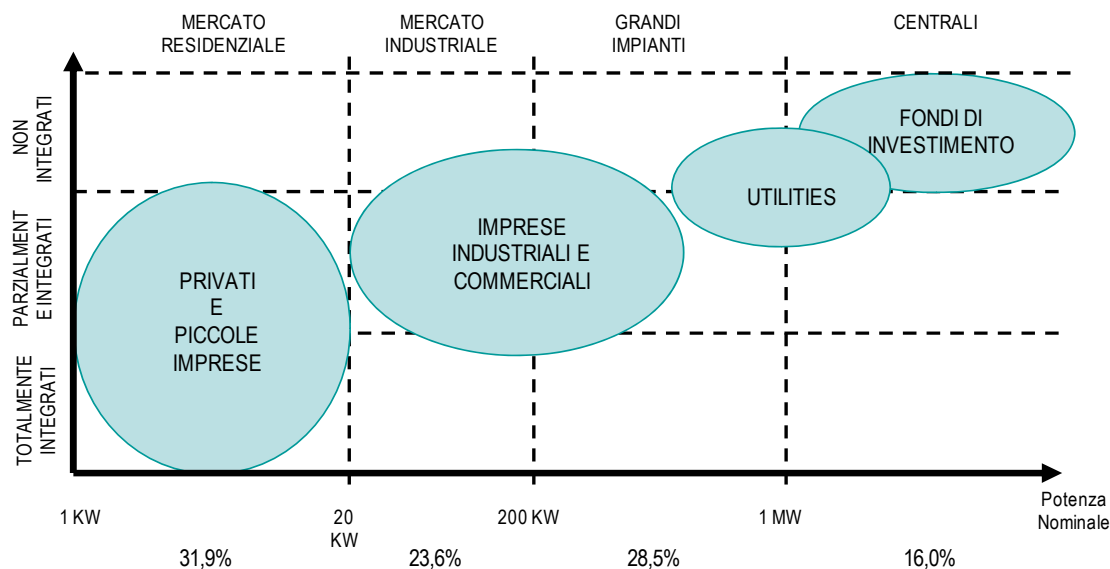 MERCATO
RESIDENZIALE
MERCATO
INDUSTRIALE
GRANDI
IMPIANTI
CENTRALI
NON
INTEGRATI
PARZIALMENT
E INTEGRATI
TOTALMENTE
INTEGRATI
PRIVATI
E
PICCOLE
IMPRESE
IMPRESE
INDUSTRIALI E
COMMERCIALI
UTILITIES
FONDI DI
INVESTIMENTO
1 KW
20
KW
200 KW
1 MW
Potenza
Nominale
31,9%
23,6%
28,5%
16,0%